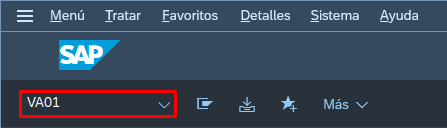 Menú Tratar Favoritos Detalles Sistema Ayuda
SAP
VA01 Más